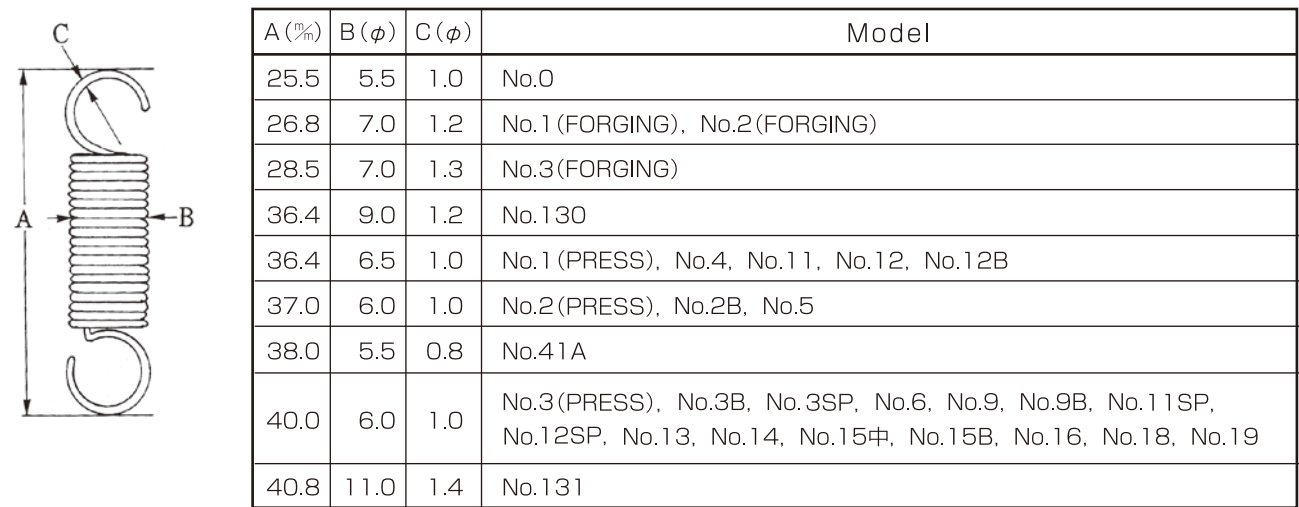 C
A
B
A(m/m) B(φ) C(φ) Model
25.5 5.5 1.0 No.0
26.8 7.0 1.2 No.1(FORGING), No.2(FORGING)
28.5 7.0 1.3 No.3(FORGING)
36.4 9.0 1.2 No.130
36.4 6.5 1.0 No.1(PRESS), No.4, No.11, No.12, No.12B
37.0 6.0 1.0 No.2(PRESS), No.2B, No.5
38.0 5.5 0.8 No.41A
40.0 6.0 1.0 No.3(PRESS), No.3B, No.3SP, No.6, No.9, No.9B, No.11SP,
No.12SP, No.13, No.14, No.15中, No.15B, No.16, No.18, No.19
40.8 11.0 1.4 No.131